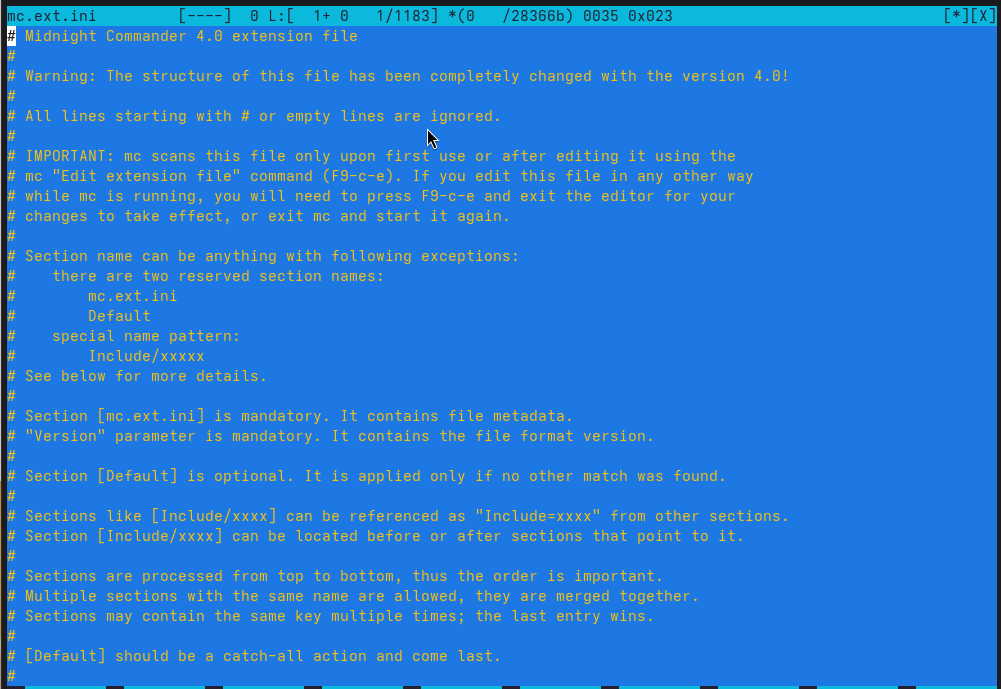 mc.ext.ini         [----]  0 L:[  1+ 0   1/1183] *(0   /28366b) 0035 0x023                              [*][X]
# Midnight Commander 4.0 extension file
#
# Warning: The structure of this file has been completely changed with the version 4.0!
#
# All lines starting with # or empty lines are ignored.
#
# IMPORTANT: mc scans this file only upon first use or after editing it using the
# mc "Edit extension file" command (F9-c-e). If you edit this file in any other way
# while mc is running, you will need to press F9-c-e and exit the editor for your
# changes to take effect, or exit mc and start it again.
#
# Section name can be anything with following exceptions:
#    there are two reserved section names:
#        mc.ext.ini
#        Default
#    special name pattern:
#        Include/xxxxx
# See below for more details.
#
# Section [mc.ext.ini] is mandatory. It contains file metadata.
# "Version" parameter is mandatory. It contains the file format version.
#
# Section [Default] is optional. It is applied only if no other match was found.
#
# Sections like [Include/xxxx] can be referenced as "Include=xxxx" from other sections.
# Section [Include/xxxx] can be located before or after sections that point to it.
#
# Sections are processed from top to bottom, thus the order is important.
# Multiple sections with the same name are allowed, they are merged together.
# Sections may contain the same key multiple times; the last entry wins.
#
# [Default] should be a catch-all action and come last.
#